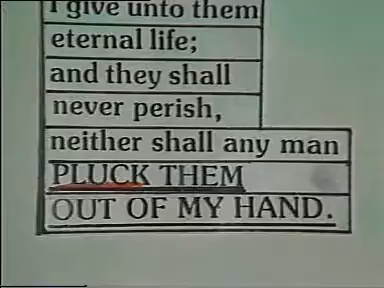 I give unto them
eternal life;
and they shall
never perish,
neither shall any man
PLUCK THEM
OUT OF MY HAND.